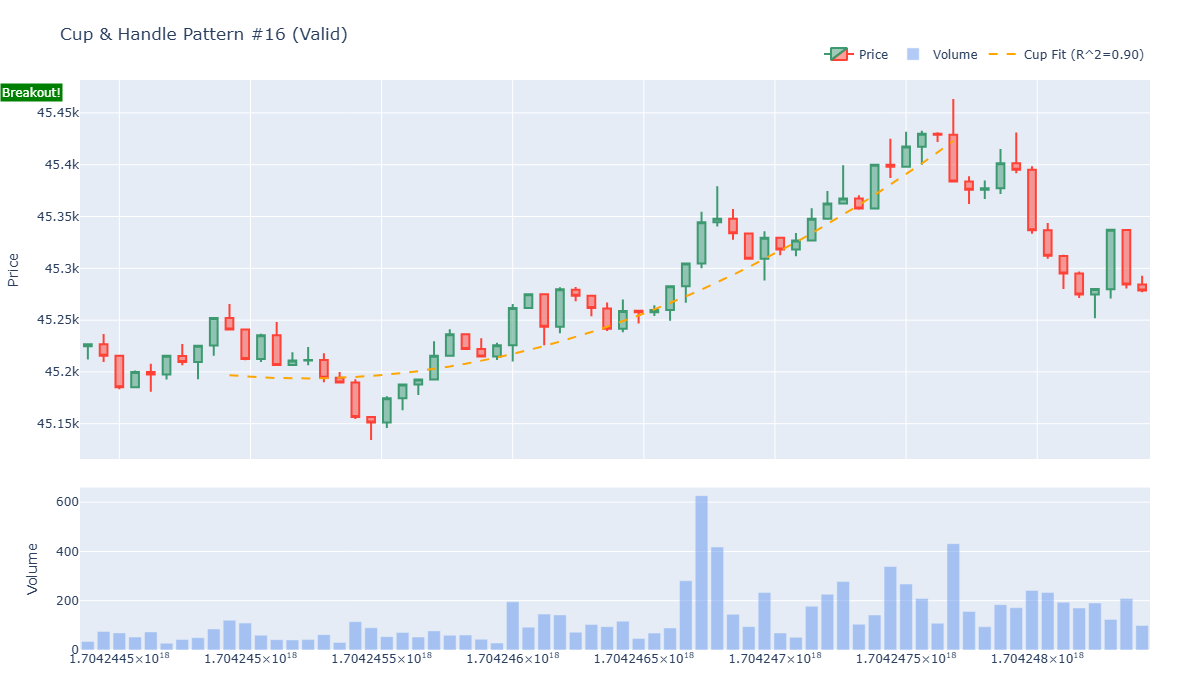 Cup & Handle Pattern #16 (Valid)
Price
Volume
Cup Fit (R^2=0.90)
Breakout!
45.45k
45.4k
45.35k
45.3k
45.25k
45.2k
45.15k
Price
600
400
200
0
Volume
1.7042445×10¹⁸ 1.704245×10¹⁸ 1.7042455×10¹⁸ 1.704246×10¹⁸ 1.7042465×10¹⁸ 1.704247×10¹⁸ 1.7042475×10¹⁸ 1.704248×10¹⁸